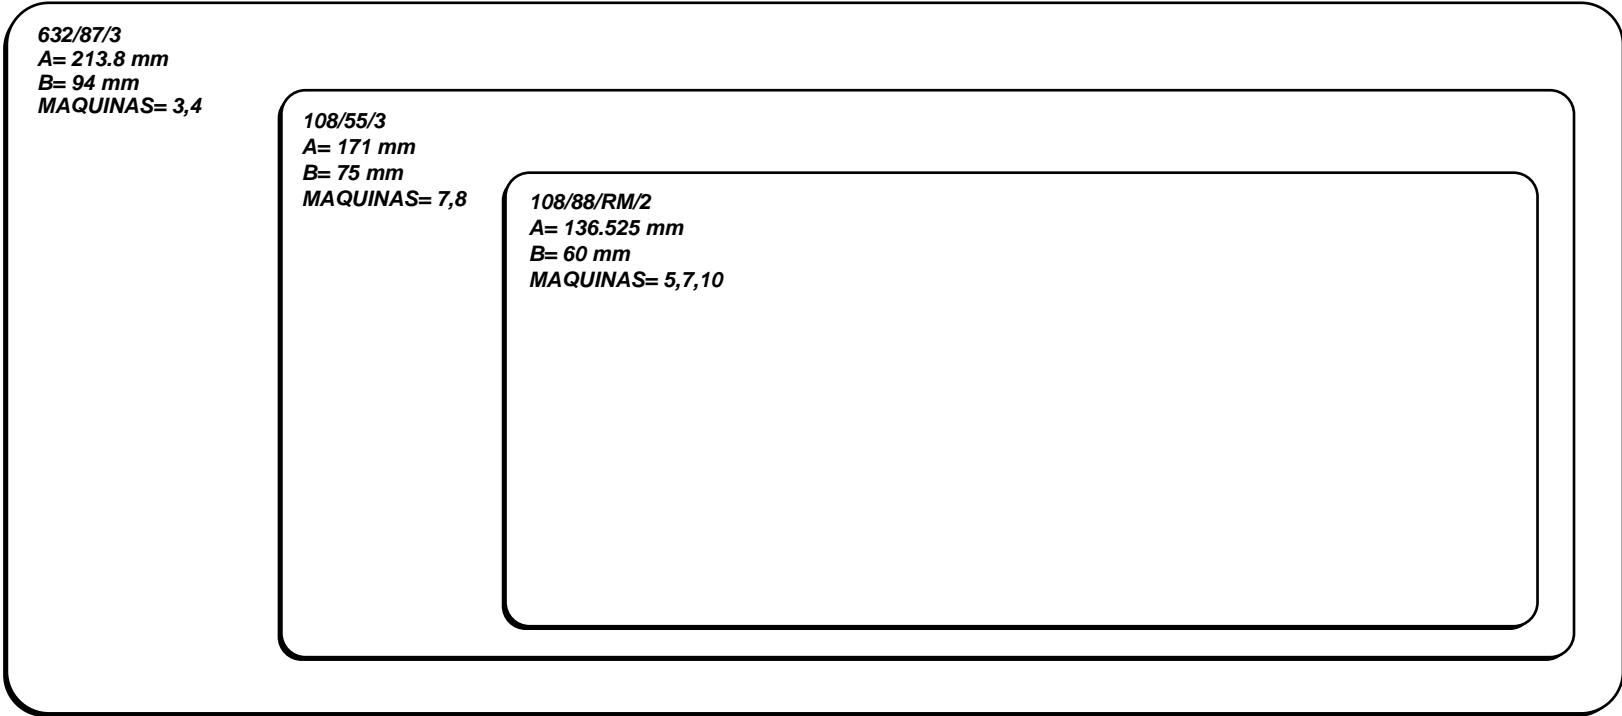 632/87/3
A= 213.8 mm
B= 94 mm
MAQUINAS= 3,4
108/55/3
A= 171 mm
B= 75 mm
MAQUINAS= 7,8
108/88/RM/2
A= 136.525 mm
B= 60 mm
MAQUINAS= 5,7,10